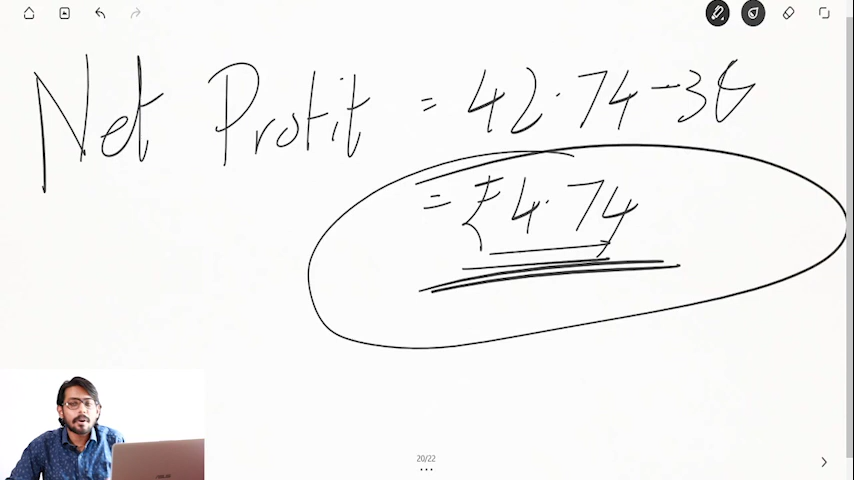 Net Profit = 42.74-38
= ₹4.74
20/22